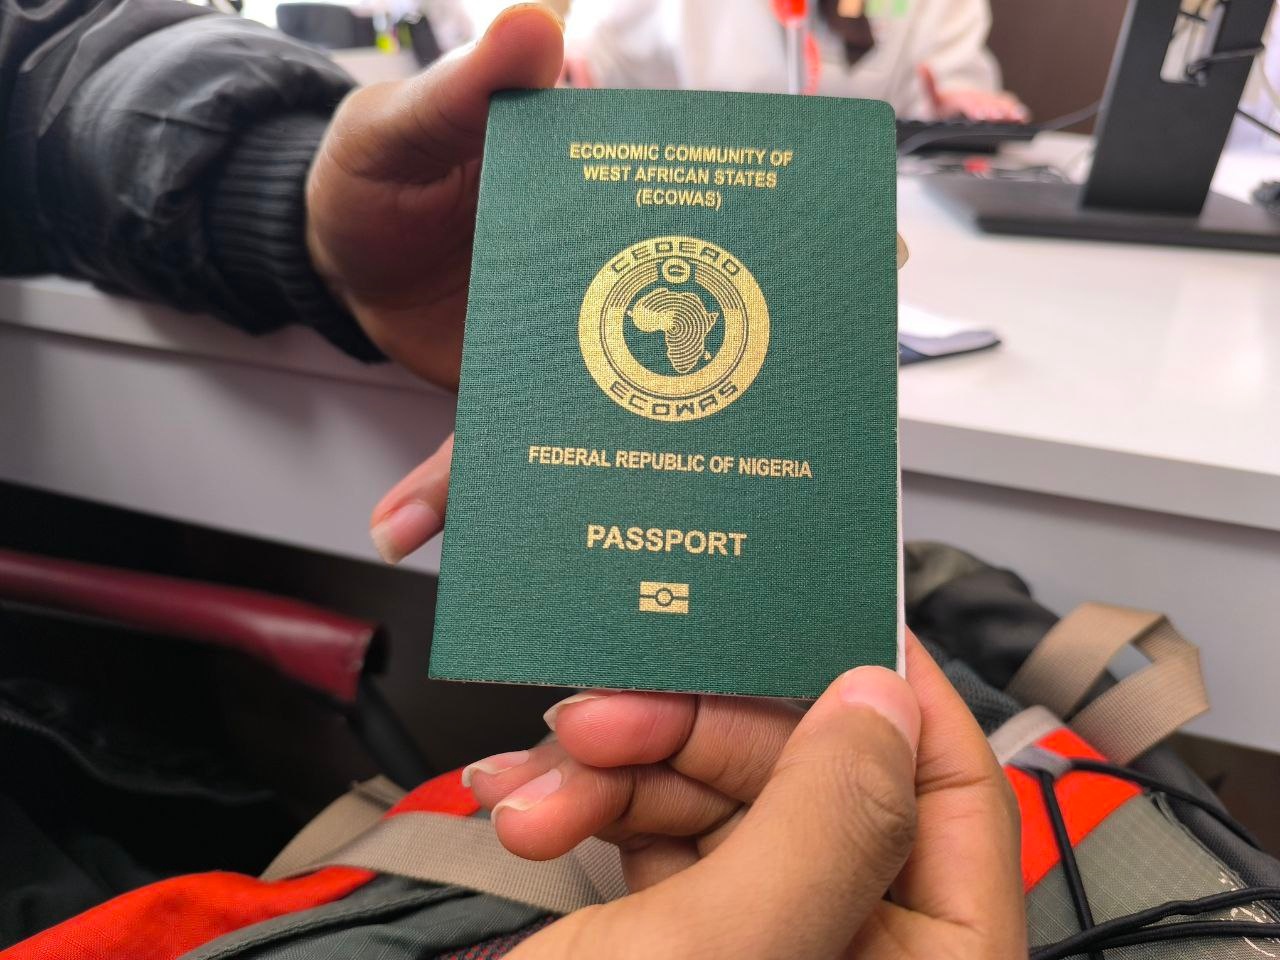 ECONOMIC COMMUNITY OF
WEST AFRICAN STATES
(ECOWAS)
CEDEAO
ECOWAS
FEDERAL REPUBLIC OF NIGERIA
PASSPORT